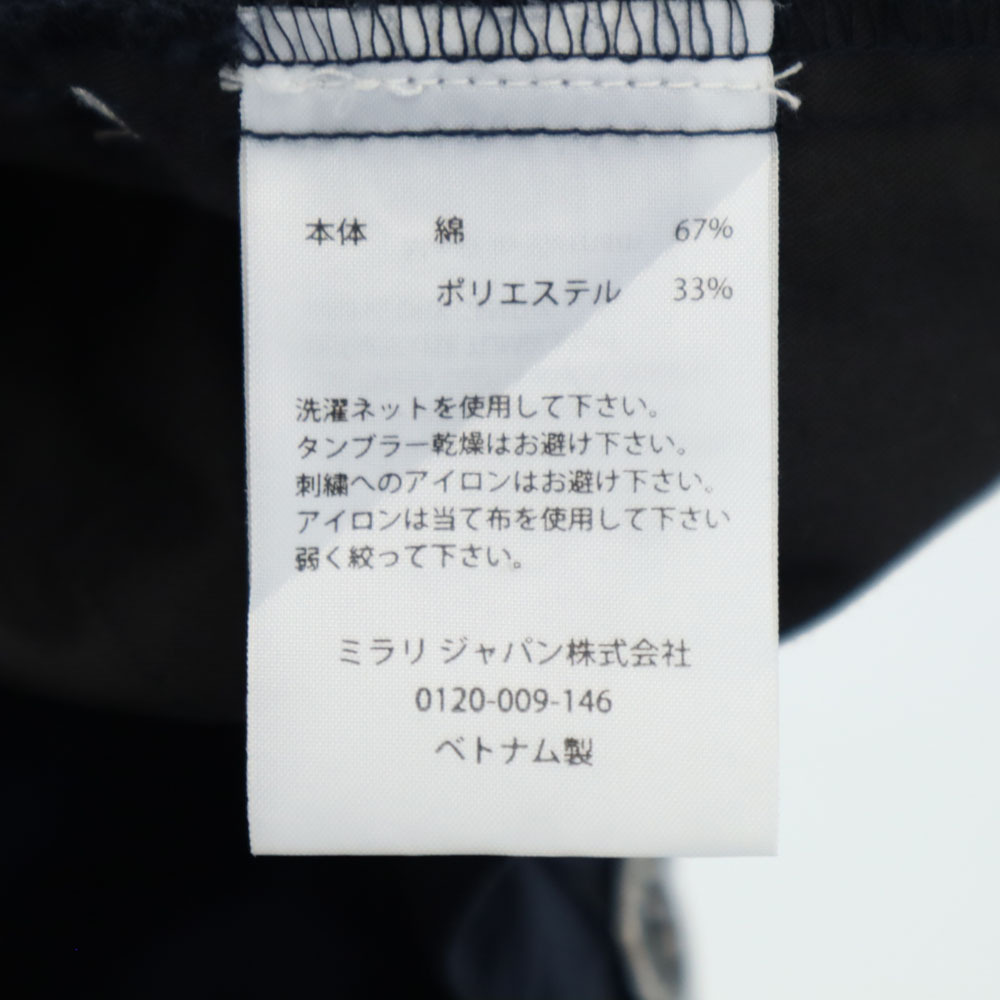 本体 綿 67%
ポリエステル 33%
洗濯ネットを使用して下さい。
タンブラー乾燥はお避け下さい。
刺繍へのアイロンはお避け下さい。
アイロンは当て布を使用して下さい
弱く絞って下さい。
ミラリ ジャパン株式会社
0120-009-146
ベトナム製